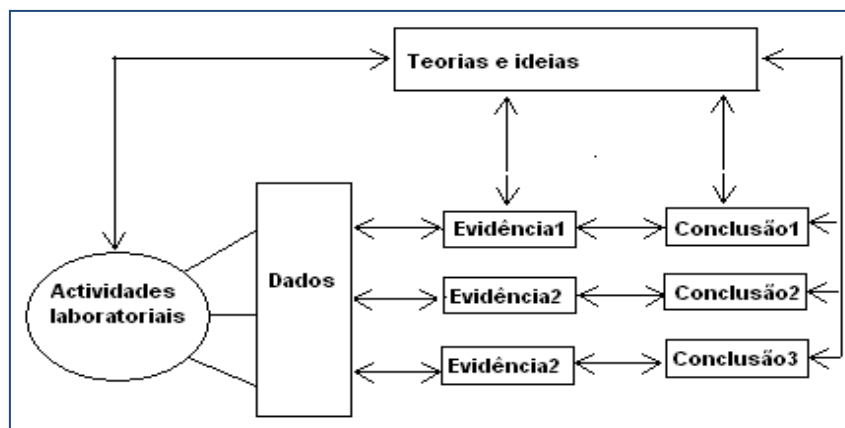 Teorias e ideias
Evidência1
Conclusão1
Dados
Actividades
laboratoriais
Evidência2
Conclusão2
Evidência2
Conclusão3